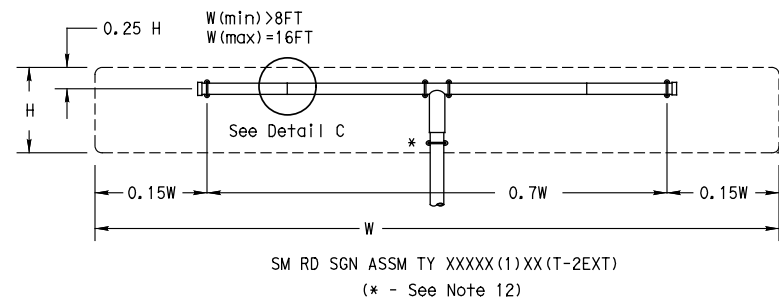 0.25 H
W(min)>8FT
W(max)=16FT
H
See Detail C
*
0.15W
0.7W
0.15W
W
SM RD SGN ASSM TY XXXXX(1)XX(T-2EXT)
(* - See Note 12)